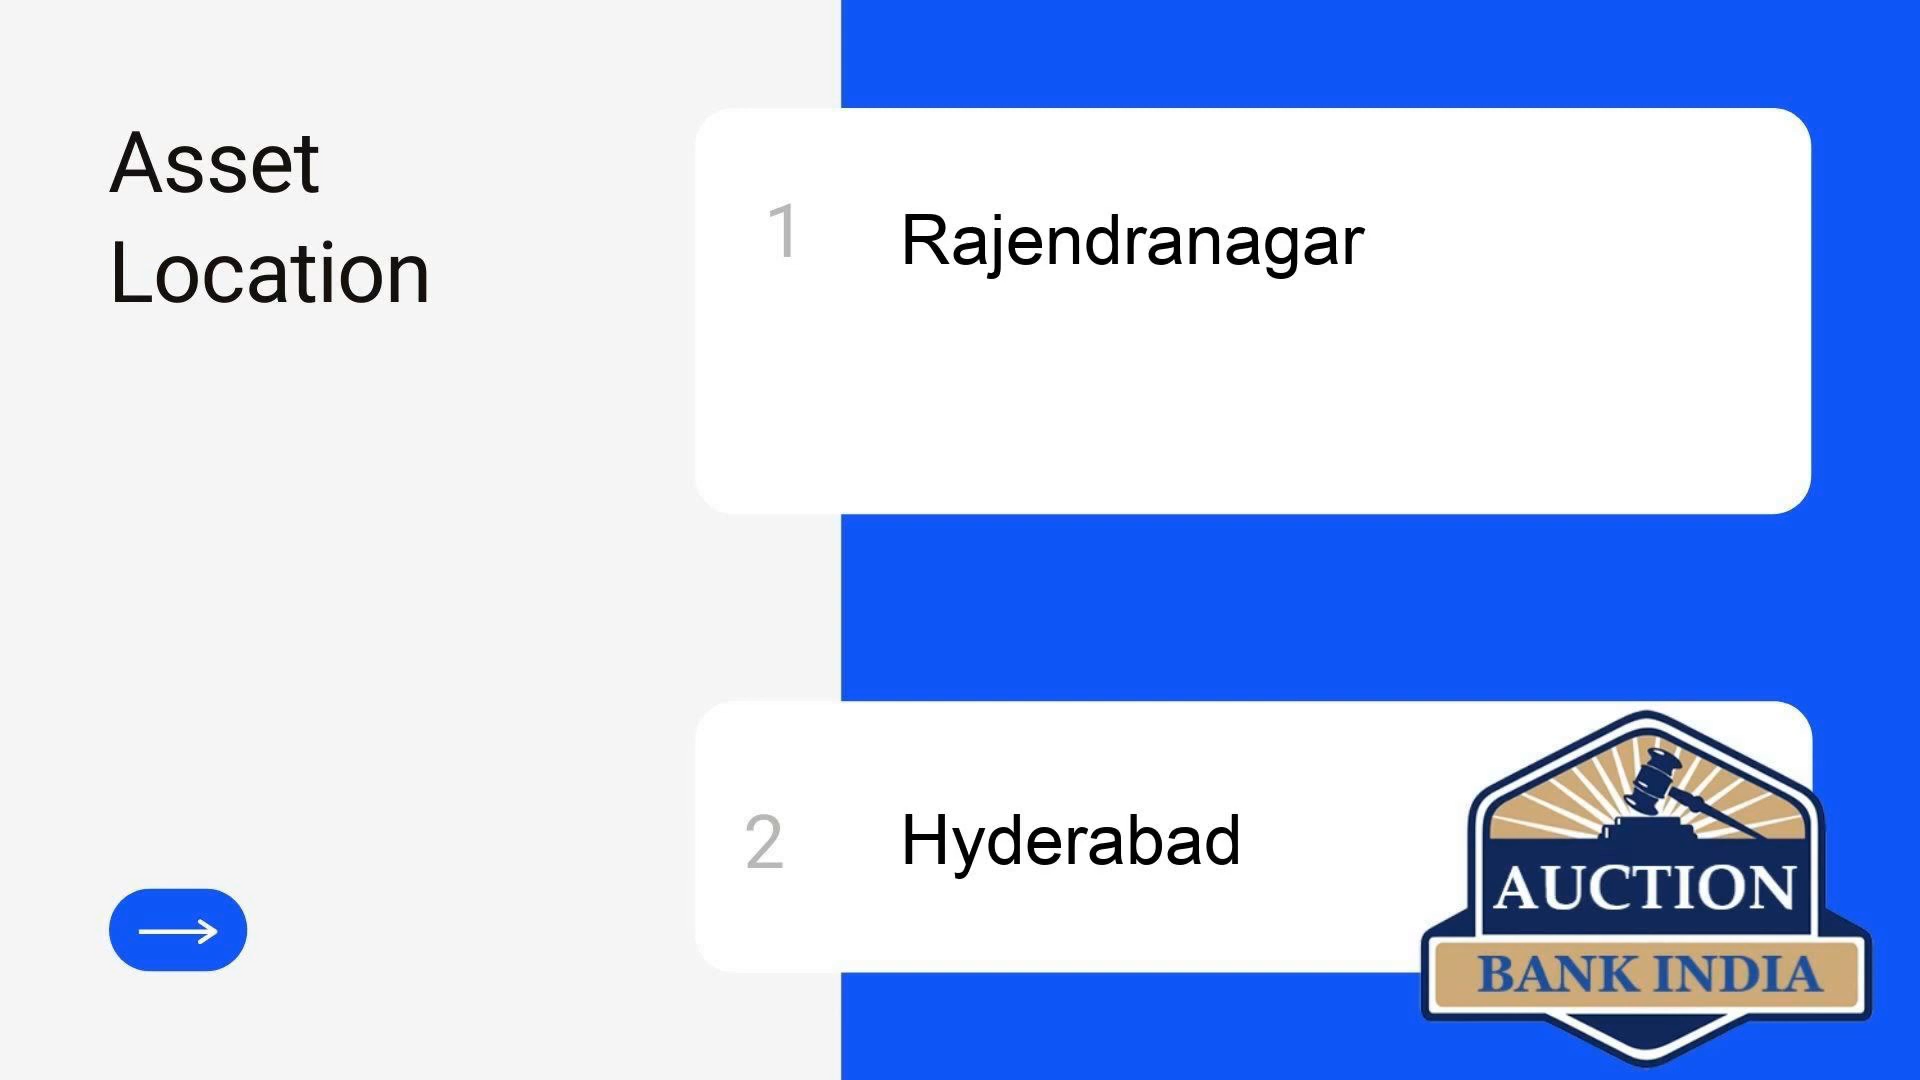 Asset
Location
1
Rajendranagar
2
Hyderabad
AUCTION
BANK INDIA